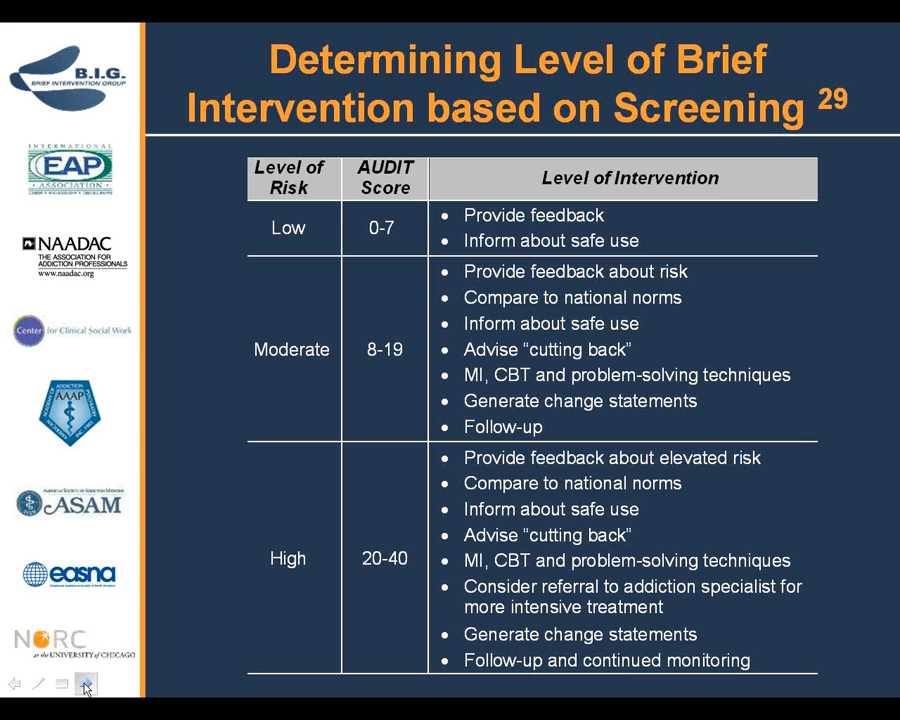 Determining Level of Brief
Intervention based on Screening 29
B.I.G.
BRIEF INTERVENTION GROUP
INTERNATIONAL
EAP
ASSOCIATION
NAADAC
THE ASSOCIATION FOR
ADDICTION PROFESSIONALS
www.naadac.org
Center for Clinical Social Work
AAAP
AMERICAN SOCIETY OF ADDICTION MEDICINE
ASAM
easna
NORC
at the UNIVERSITY of CHICAGO
Level of
Risk
AUDIT
Score
Level of Intervention
Low
0-7
• Provide feedback
• Inform about safe use
Moderate
8-19
• Provide feedback about risk
• Compare to national norms
• Inform about safe use
• Advise “cutting back”
• MI, CBT and problem-solving techniques
• Generate change statements
• Follow-up
High
20-40
• Provide feedback about elevated risk
• Compare to national norms
• Inform about safe use
• Advise “cutting back”
• MI, CBT and problem-solving techniques
• Consider referral to addiction specialist for
more intensive treatment
• Generate change statements
• Follow-up and continued monitoring